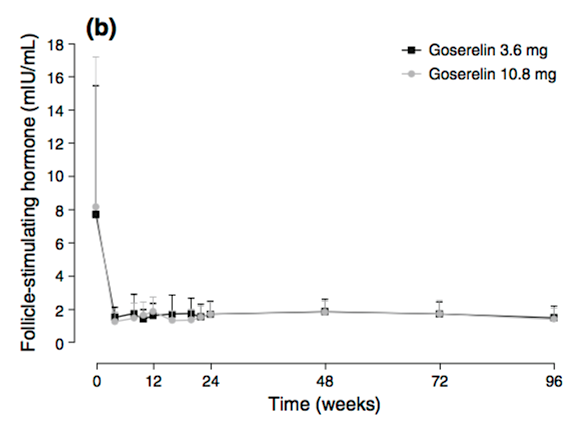 (b)
Goserelin 3.6 mg
Goserelin 10.8 mg
Follicle-stimulating hormone (mIU/mL)
18
16
14
12
10
8
6
4
2
0
0 12 24 48 72 96
Time (weeks)